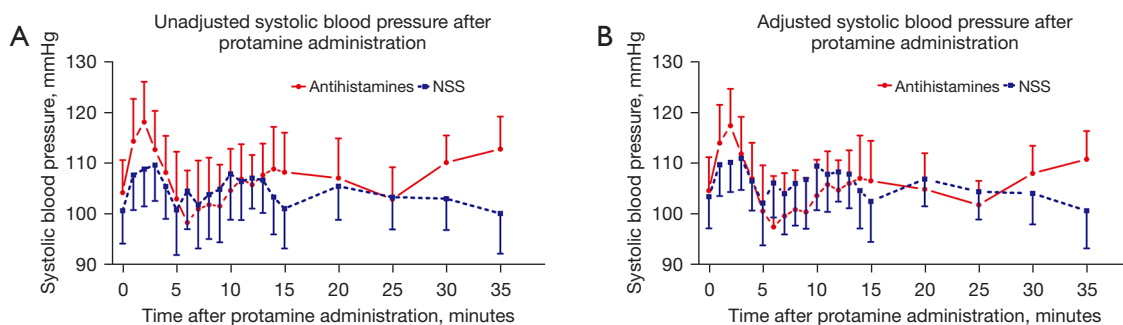 A
Unadjusted systolic blood pressure after
protamine administration
Systolic blood pressure, mmHg
130
120
110
100
90
Antihistamines
NSS
0 5 10 15 20 25 30 35
Time after protamine administration, minutes
B
Adjusted systolic blood pressure after
protamine administration
Systolic blood pressure, mmHg
130
120
110
100
90
Antihistamines
NSS
0 5 10 15 20 25 30 35
Time after protamine administration, minutes